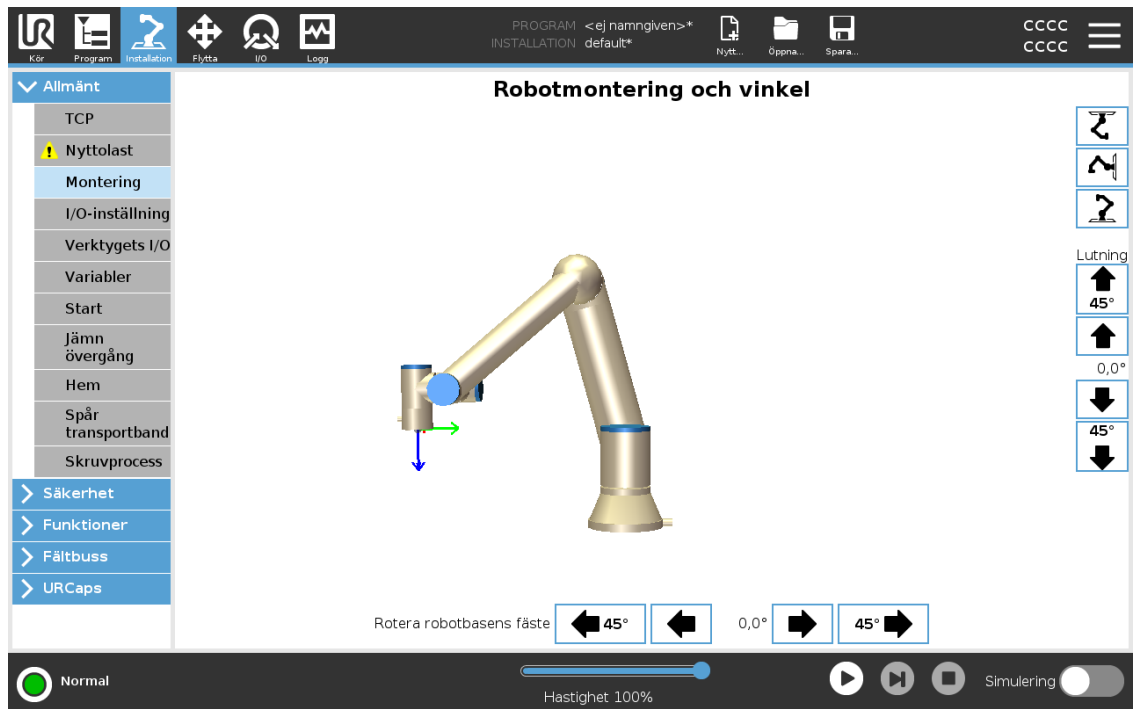 PROGRAM <ej namngiven>*
INSTALLATION default*
UR
Kör
Program
Installation
Flytta
I/O
Logg
Nytt...
Öppna...
Spara...
CCCC
CCCC
Allmänt
TCP
Nyttolast
Montering
I/O-inställning
Verktygets I/O
Variabler
Start
Jämn
övergång
Hem
Spår
transportband
Skruvprocess
Säkerhet
Funktioner
Fältbuss
URCaps
Robotmontering och vinkel
Lutning
45°
0,0°
45°
Rotera robotbasens fäste
45°
0,0°
45°
Normal
Hastighet 100%
Simulering